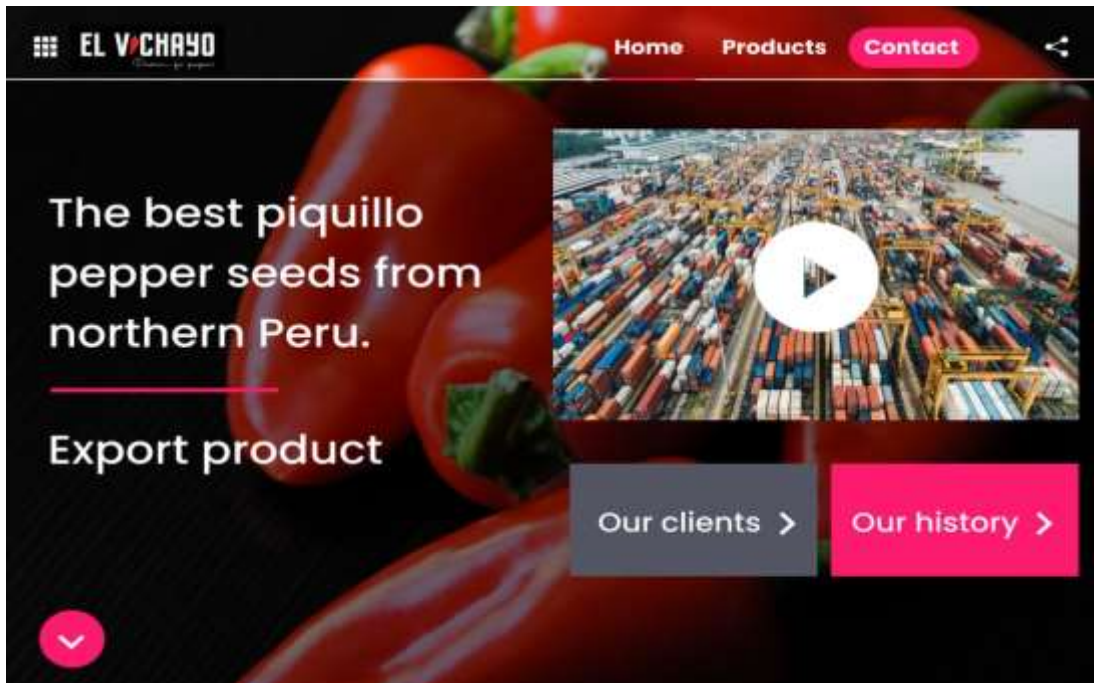 EL VICHAYO
Home
Products
Contact
The best piquillo
pepper seeds from
northern Peru.
Export product
Our clients
Our history